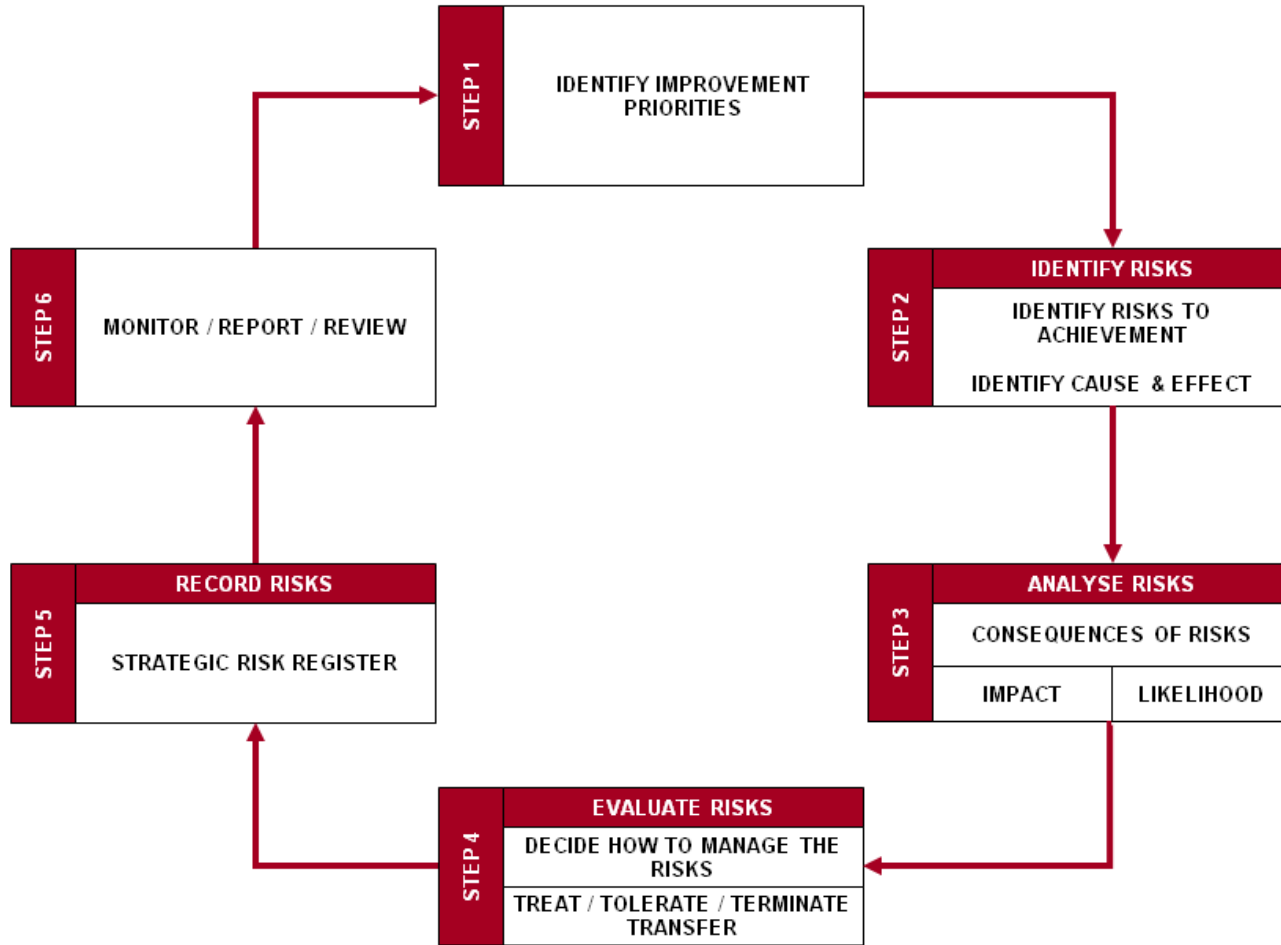 STEP 1
IDENTIFY IMPROVEMENT
PRIORITIES
STEP 2
IDENTIFY RISKS
IDENTIFY RISKS TO
ACHIEVEMENT
IDENTIFY CAUSE & EFFECT
STEP 3
ANALYSE RISKS
CONSEQUENCES OF RISKS
IMPACT
LIKELIHOOD
STEP 4
EVALUATE RISKS
DECIDE HOW TO MANAGE THE
RISKS
TREAT / TOLERATE / TERMINATE
TRANSFER
STEP 5
RECORD RISKS
STRATEGIC RISK REGISTER
STEP 6
MONITOR / REPORT / REVIEW